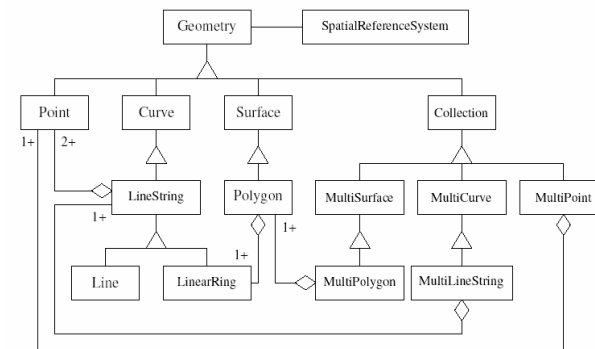 Geometry
SpatialReferenceSystem
Point
Curve
Surface
Collection
1+
2+
LineString
Polygon
MultiSurface
MultiCurve
MultiPoint
1+
1+
1+
Line
LinearRing
MultiPolygon
MultiLineString